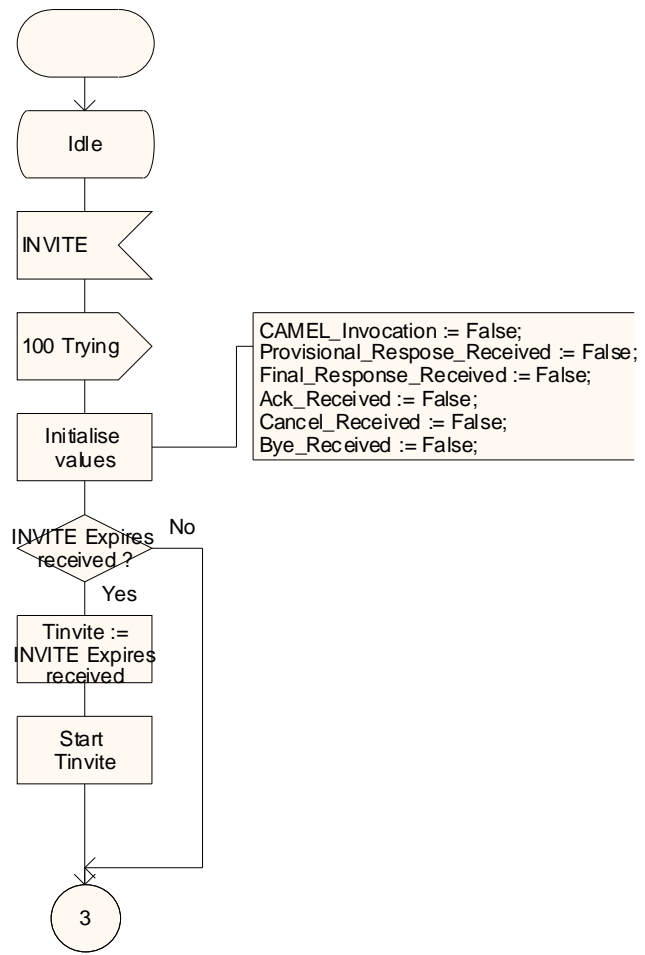 Idle
INVITE
100 Trying
CAMEL_Invocation := False;
Provisional_Respose_Received := False;
Final_Response_Received := False;
Ack_Received := False;
Cancel_Received := False;
Bye_Received := False;
Initialise
values
No
INVITE Expires
received ?
Yes
Tinvite :=
INVITE Expires
received
Start
Tinvite
3